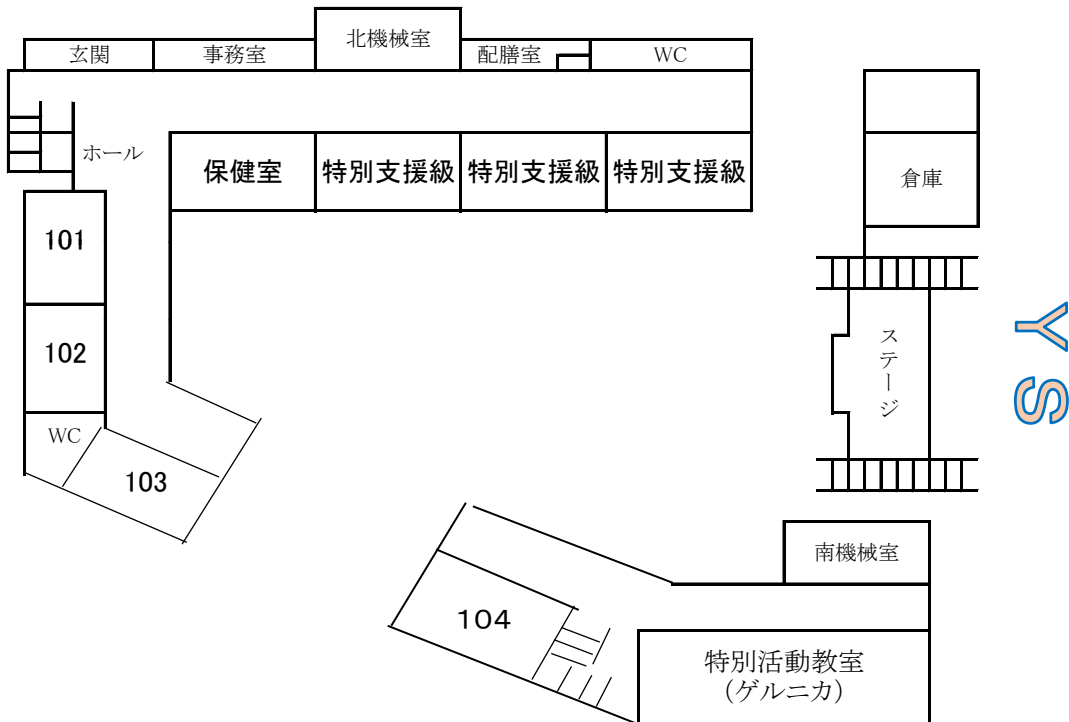 玄関
事務室
北機械室
配膳室
WC
ホール
保健室
特別支援級
特別支援級
特別支援級
倉庫
101
102
WC
103
ステージ
YS
104
南機械室
特別活動教室
(ゲルニカ)